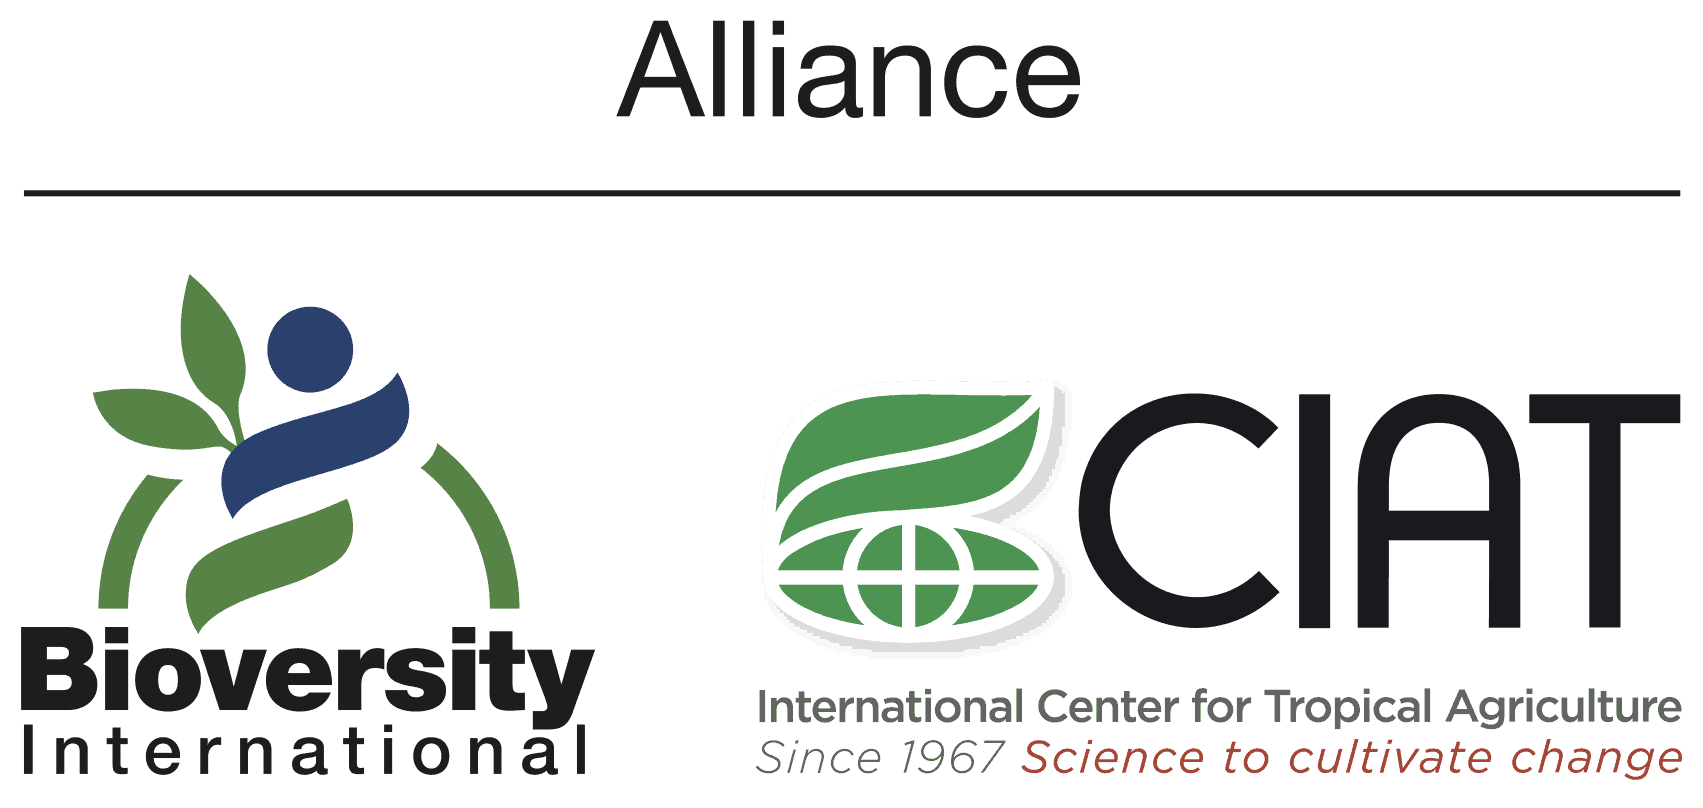 Alliance
Bioversity
International
CIAT
International Center for Tropical Agriculture
Since 1967 Science to cultivate change